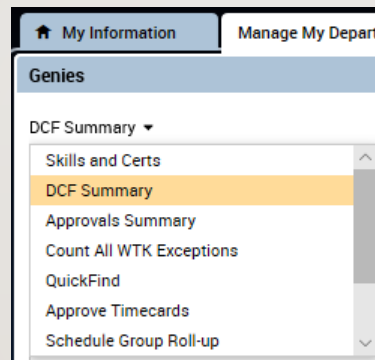 My Information Manage My Depart
Genies
DCF Summary
Skills and Certs
DCF Summary
Approvals Summary
Count All WTK Exceptions
QuickFind
Approve Timecards
Schedule Group Roll-up